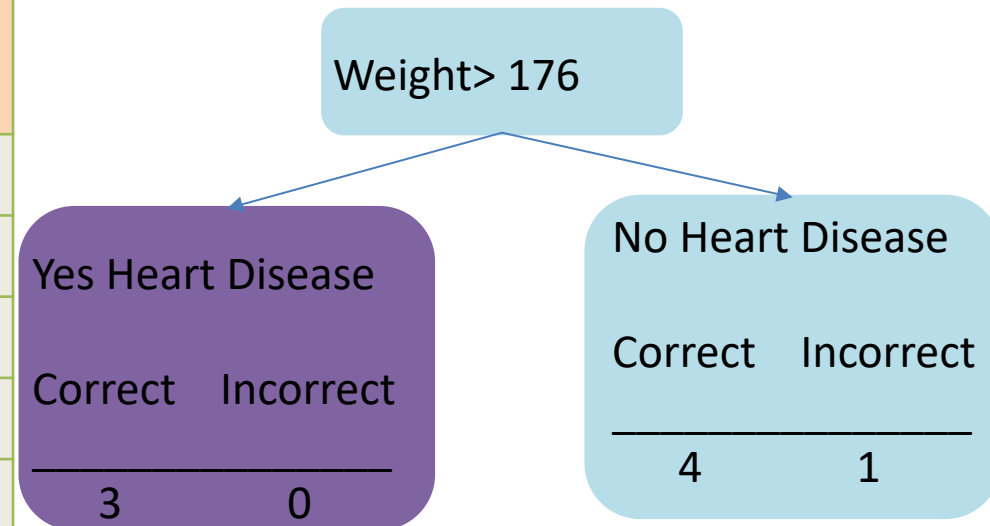 Weight> 176
Yes Heart Disease
Correct Incorrect
3 0
No Heart Disease
Correct Incorrect
4 1